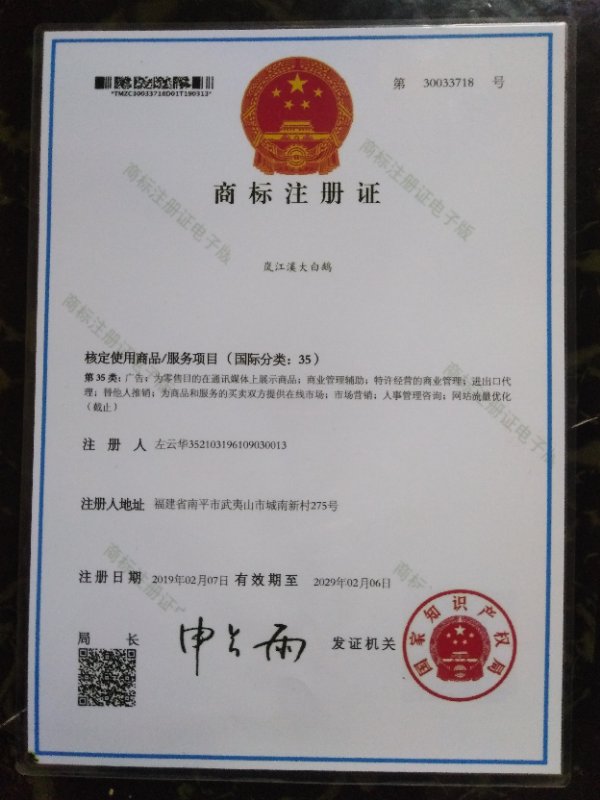 第 30033718 号
*TMZC30033718D01T190313*
商标注册证
岚江溪大白鹅
核定使用商品/服务项目（国际分类：35）
第 35 类：广告；为零售目的在通讯媒体上展示商品；商业管理辅助；特许经营的商业管理；进出口代
理；替他人推销；为商品和服务的买卖双方提供在线市场；市场营销；人事管理咨询；网站流量优化
（截止）
注 册 人 左云华352103196109030013
注册人地址 福建省南平市武夷山市城南新村275号
注册日期 2019年02月07日 有效期至 2029年02月06日
局 长 申长雨 发证机关
国家知识产权局
商标注册证电子版
商标注册证电子版
商标注册证电子版
商标注册证电子版
商标注册证电子版
商标注册证